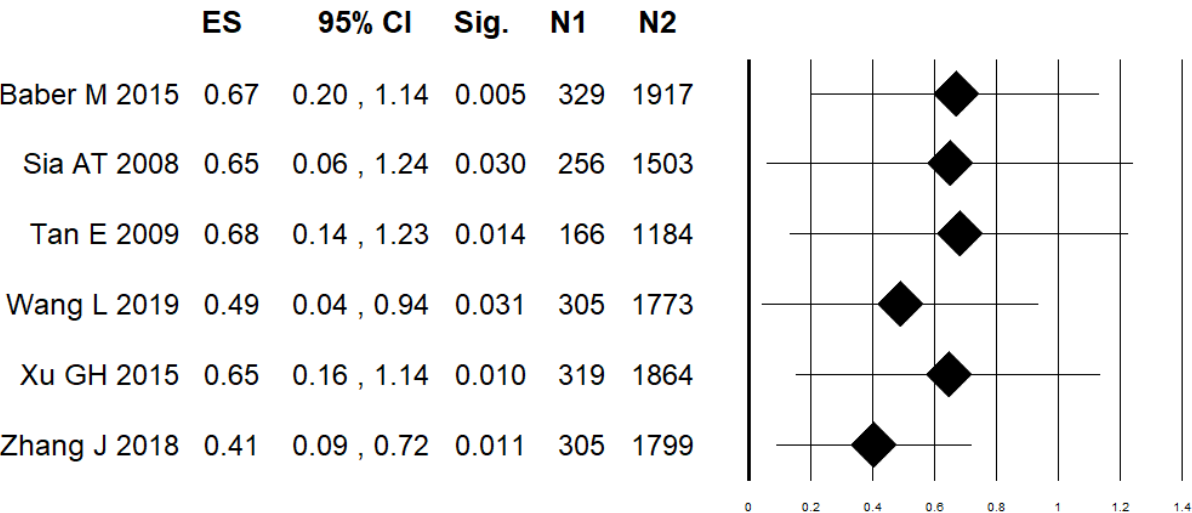 ES 95% CI Sig. N1 N2
Baber M 2015 0.67 0.20 , 1.14 0.005 329 1917
Sia AT 2008 0.65 0.06 , 1.24 0.030 256 1503
Tan E 2009 0.68 0.14 , 1.23 0.014 166 1184
Wang L 2019 0.49 0.04 , 0.94 0.031 305 1773
Xu GH 2015 0.65 0.16 , 1.14 0.010 319 1864
Zhang J 2018 0.41 0.09 , 0.72 0.011 305 1799
0 0.2 0.4 0.6 0.8 1 1.2 1.4